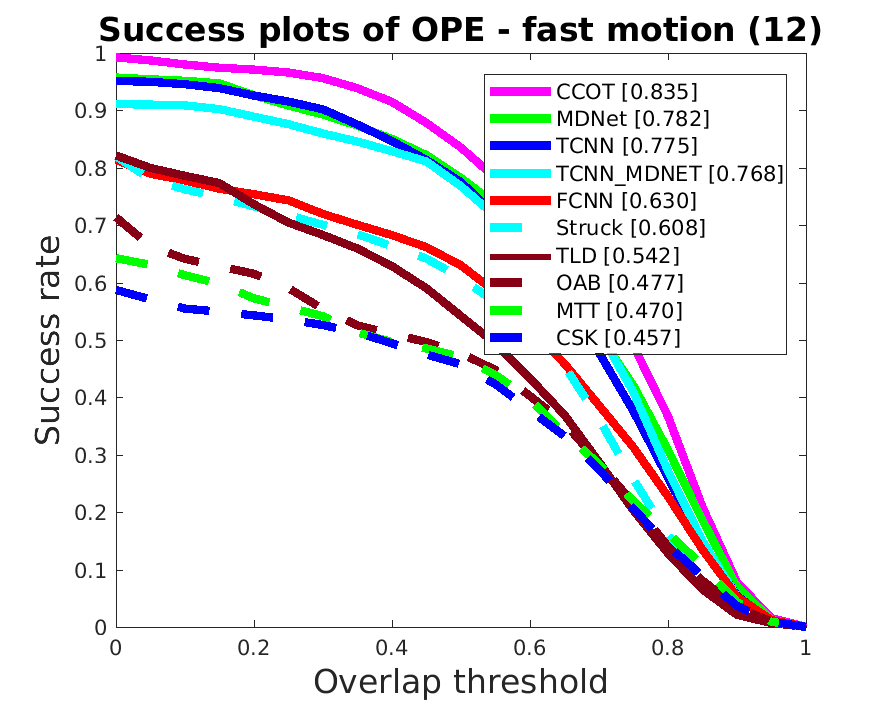 Success plots of OPE - fast motion (12)
1
0.9
0.8
0.7
0.6
0.5
0.4
0.3
0.2
0.1
0
Success rate
CCOT [0.835]
MDNet [0.782]
TCNN [0.775]
TCNN_MDNET [0.768]
FCNN [0.630]
Struck [0.608]
TLD [0.542]
OAB [0.477]
MTT [0.470]
CSK [0.457]
0 0.2 0.4 0.6 0.8 1
Overlap threshold